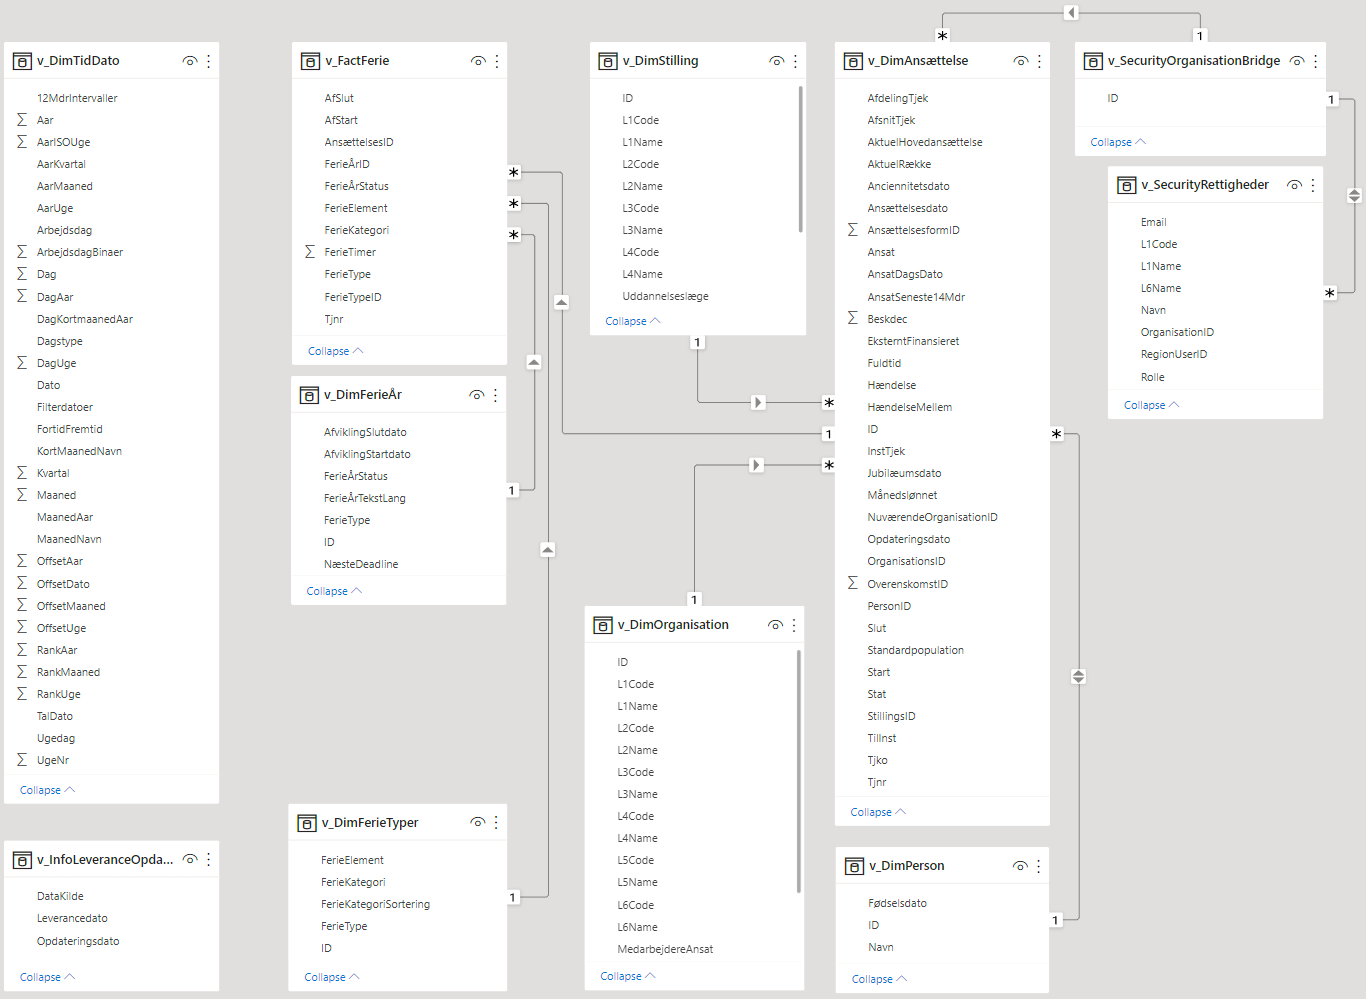 v_DimTidDato
12MdrIntervaller
Aar
AarISOUge
AarKvartal
AarMaaned
AarUge
Arbejdsdag
ArbejdsdagBinaer
Dag
DagAar
DagKortmaanedAar
Dagstype
DagUge
Dato
Filterdatoer
FortidFremtid
KortMaanedNavn
Kvartal
Maaned
MaanedAar
MaanedNavn
OffsetAar
OffsetDato
OffsetMaaned
OffsetUge
RankAar
RankMaaned
RankUge
TalDato
Ugedag
UgeNr
Collapse
v_InfoLeveranceOpda...
DataKilde
Leverancedato
Opdateringsdato
Collapse
v_FactFerie
AfSlut
AfStart
AnsættelsesID
FerieÅrID
FerieÅrStatus
FerieElement
FerieKategori
FerieTimer
FerieType
FerieTypeID
Tjnr
Collapse
v_DimFerieÅr
AfviklingSlutdato
AfviklingStartdato
FerieÅrStatus
FerieÅrTekstLang
FerieType
ID
NæsteDeadline
Collapse
v_DimFerieTyper
FerieElement
FerieKategori
FerieKategoriSortering
FerieType
ID
Collapse
*
*
*
1
1
v_DimStilling
ID
L1Code
L1Name
L2Code
L2Name
L3Code
L3Name
L4Code
L4Name
Uddannelseslæge
Collapse
1
*
1
*
1
v_DimOrganisation
ID
L1Code
L1Name
L2Code
L2Name
L3Code
L3Name
L4Code
L4Name
L5Code
L5Name
L6Code
L6Name
MedarbejdereAnsat
Collapse
*
1
v_DimAnsættelse
AfdelingTjek
AfsnitTjek
AktuelHovedansættelse
AktuelRække
Anciennitetsdato
Ansættelsesdato
AnsættelsesformID
Ansat
AnsatDagsDato
AnsatSeneste14Mdr
Beskdec
EksterntFinansieret
Fuldtid
Hændelse
HændelseMellem
ID
InstTjek
Jubilæumsdato
Månedslønnet
NuværendeOrganisationID
Opdateringsdato
OrganisationsID
OverenskomstID
PersonID
Slut
Standardpopulation
Start
Stat
StillingsID
TilInst
Tjko
Tjnr
Collapse
v_DimPerson
Fødselsdato
ID
Navn
Collapse
*
1
v_SecurityOrganisationBridge
ID
Collapse
1
v_SecurityRettigheder
Email
L1Code
L1Name
L6Name
Navn
OrganisationID
RegionUserID
Rolle
Collapse
*